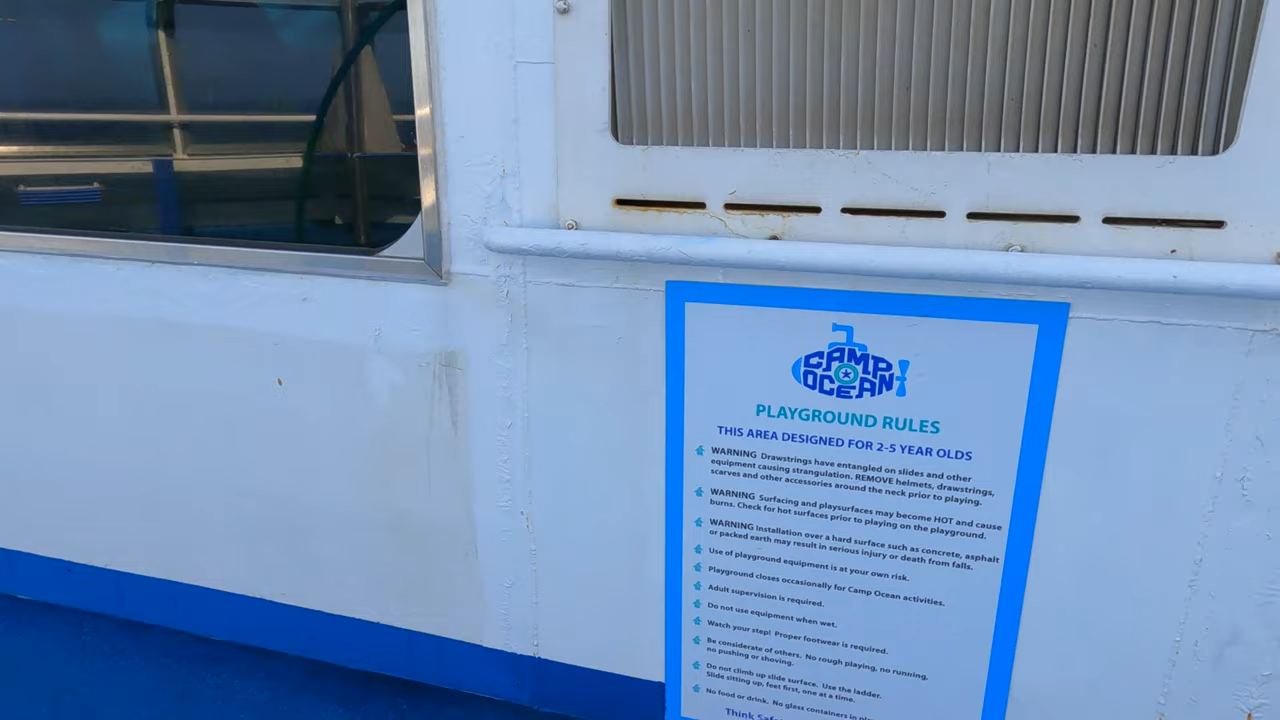 CAMP
OCEAN
PLAYGROUND RULES
THIS AREA DESIGNED FOR 2-5 YEAR OLDS
WARNING Drawstrings have entangled on slides and other
equipment causing strangulation. REMOVE helmets, drawstrings,
scarves and other accessories around the neck prior to playing.
WARNING Surfacing and playsurfaces may become HOT and cause
burns. Check for hot surfaces prior to playing on the playground.
WARNING Installation over a hard surface such as concrete, asphalt
or packed earth may result in serious injury or death from falls.
Use of playground equipment is at your own risk.
Playground closes occasionally for Camp Ocean activities.
Adult supervision is required.
Do not use equipment when wet.
Watch your step! Proper footwear is required.
Be considerate of others. No rough playing, no running,
no pushing or shoving.
Do not climb up slide surface. Use the ladder.
Slide sitting up, feet first, one at a time.
No food or drink. No glass containers in
Think